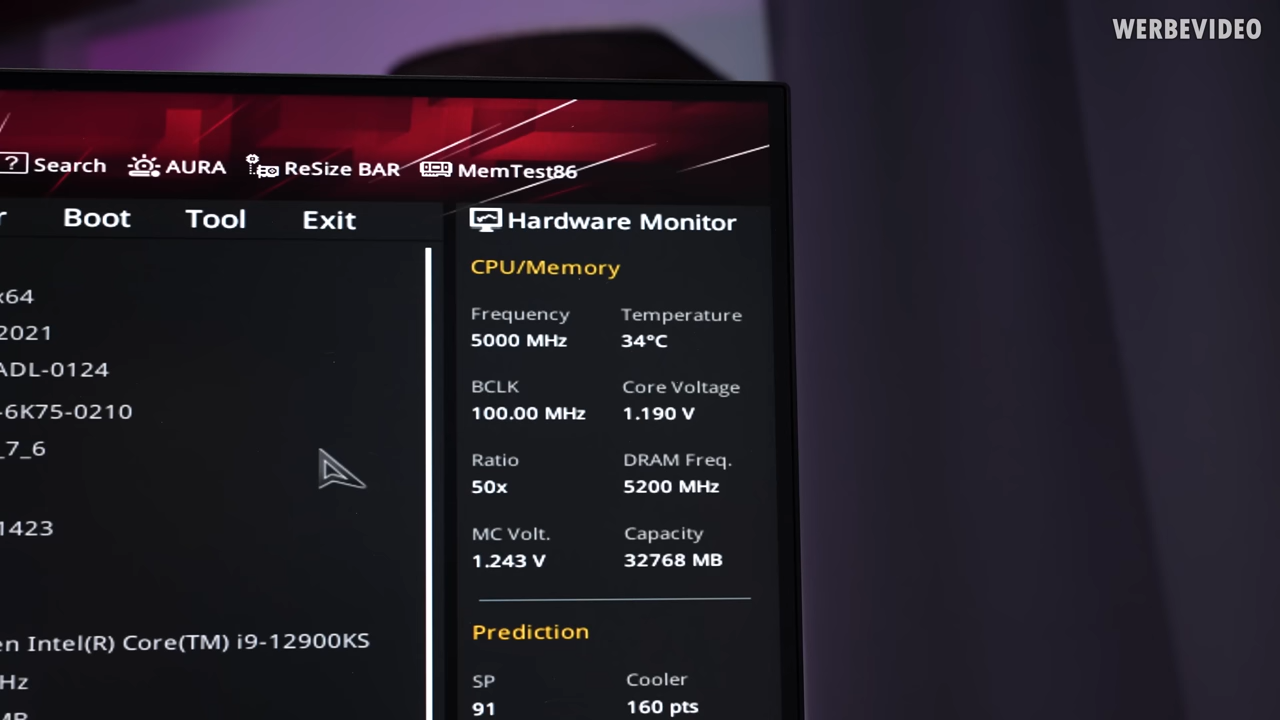 WERBEVIDEO
? Search AURA ReSize BAR MemTest86
Boot Tool Exit
Hardware Monitor
CPU/Memory
Frequency Temperature
5000 MHz 34°C
BCLK Core Voltage
100.00 MHz 1.190 V
Ratio DRAM Freq.
50x 5200 MHz
MC Volt. Capacity
1.243 V 32768 MB
Prediction
SP Cooler
91 160 pts
x64
2021
ADL-0124
-6K75-0210
_7_6
1423
en Intel(R) Core(TM) i9-12900KS
Hz